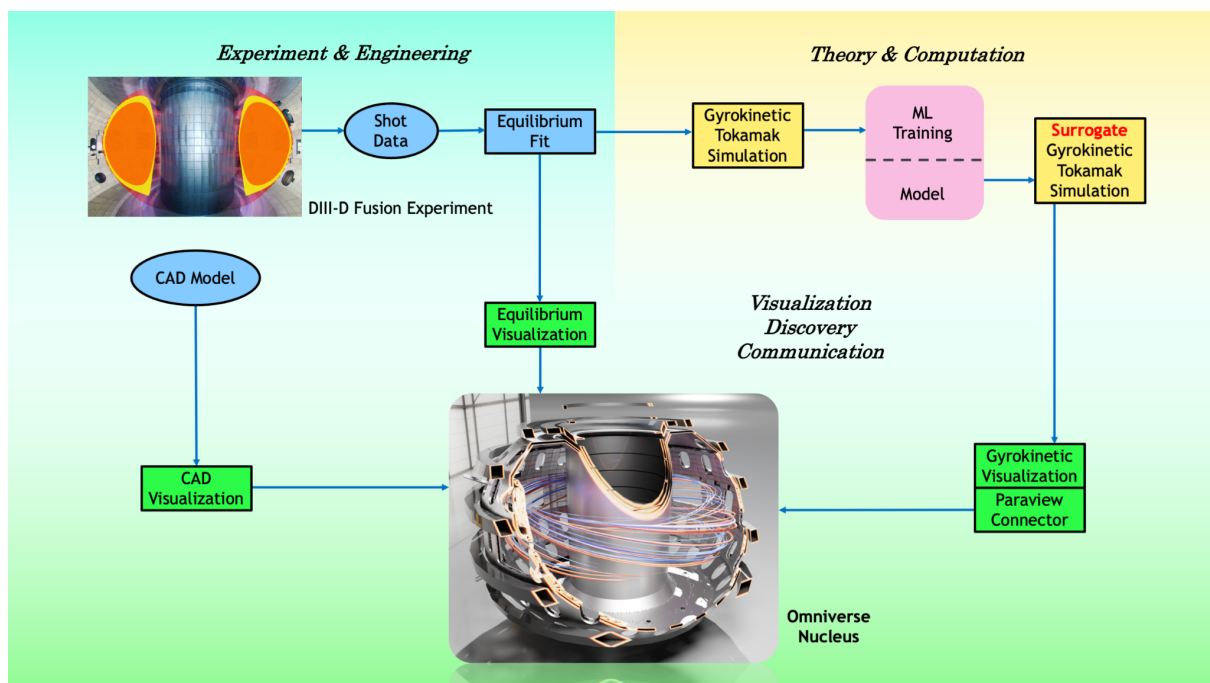 Experiment & Engineering
Theory & Computation
Shot
Data
Equilibrium
Fit
Gyrokinetic
Tokamak
Simulation
ML
Training
Model
Surrogate
Gyrokinetic
Tokamak
Simulation
DIII-D Fusion Experiment
CAD Model
Equilibrium
Visualization
Visualization
Discovery
Communication
CAD
Visualization
Gyrokinetic
Visualization
Paraview
Connector
Omniverse
Nucleus